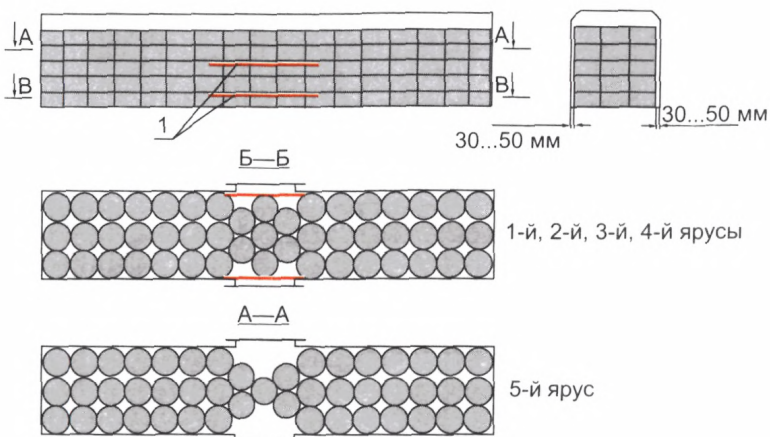 А А
В В
1
30...50 мм
30...50 мм
Б—Б
1-й, 2-й, 3-й, 4-й ярусы
А—А
5-й ярус